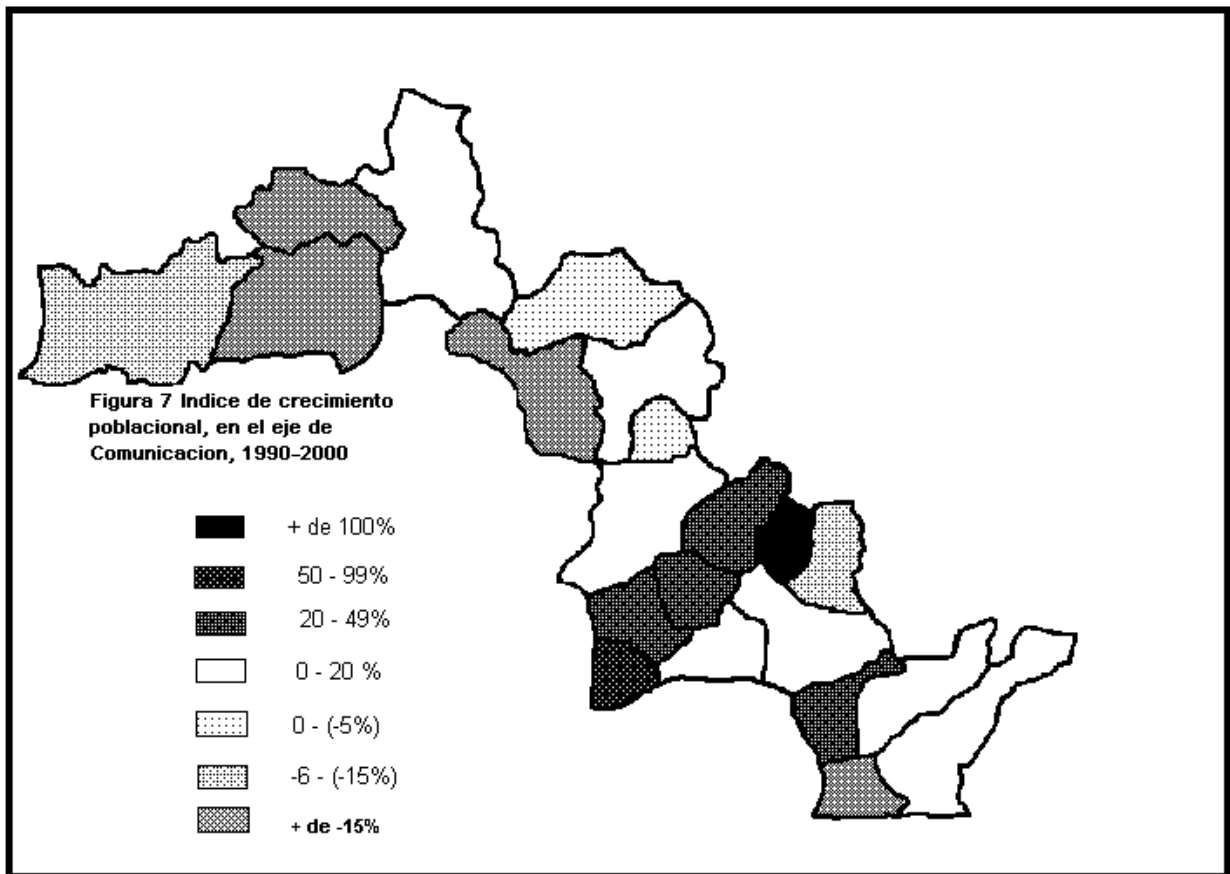 Figura 7 Indice de crecimiento
poblacional, en el eje de
Comunicacion, 1990-2000
+ de 100%
50 - 99%
20 - 49%
0 - 20 %
0 - (-5%)
-6 - (-15%)
+ de -15%